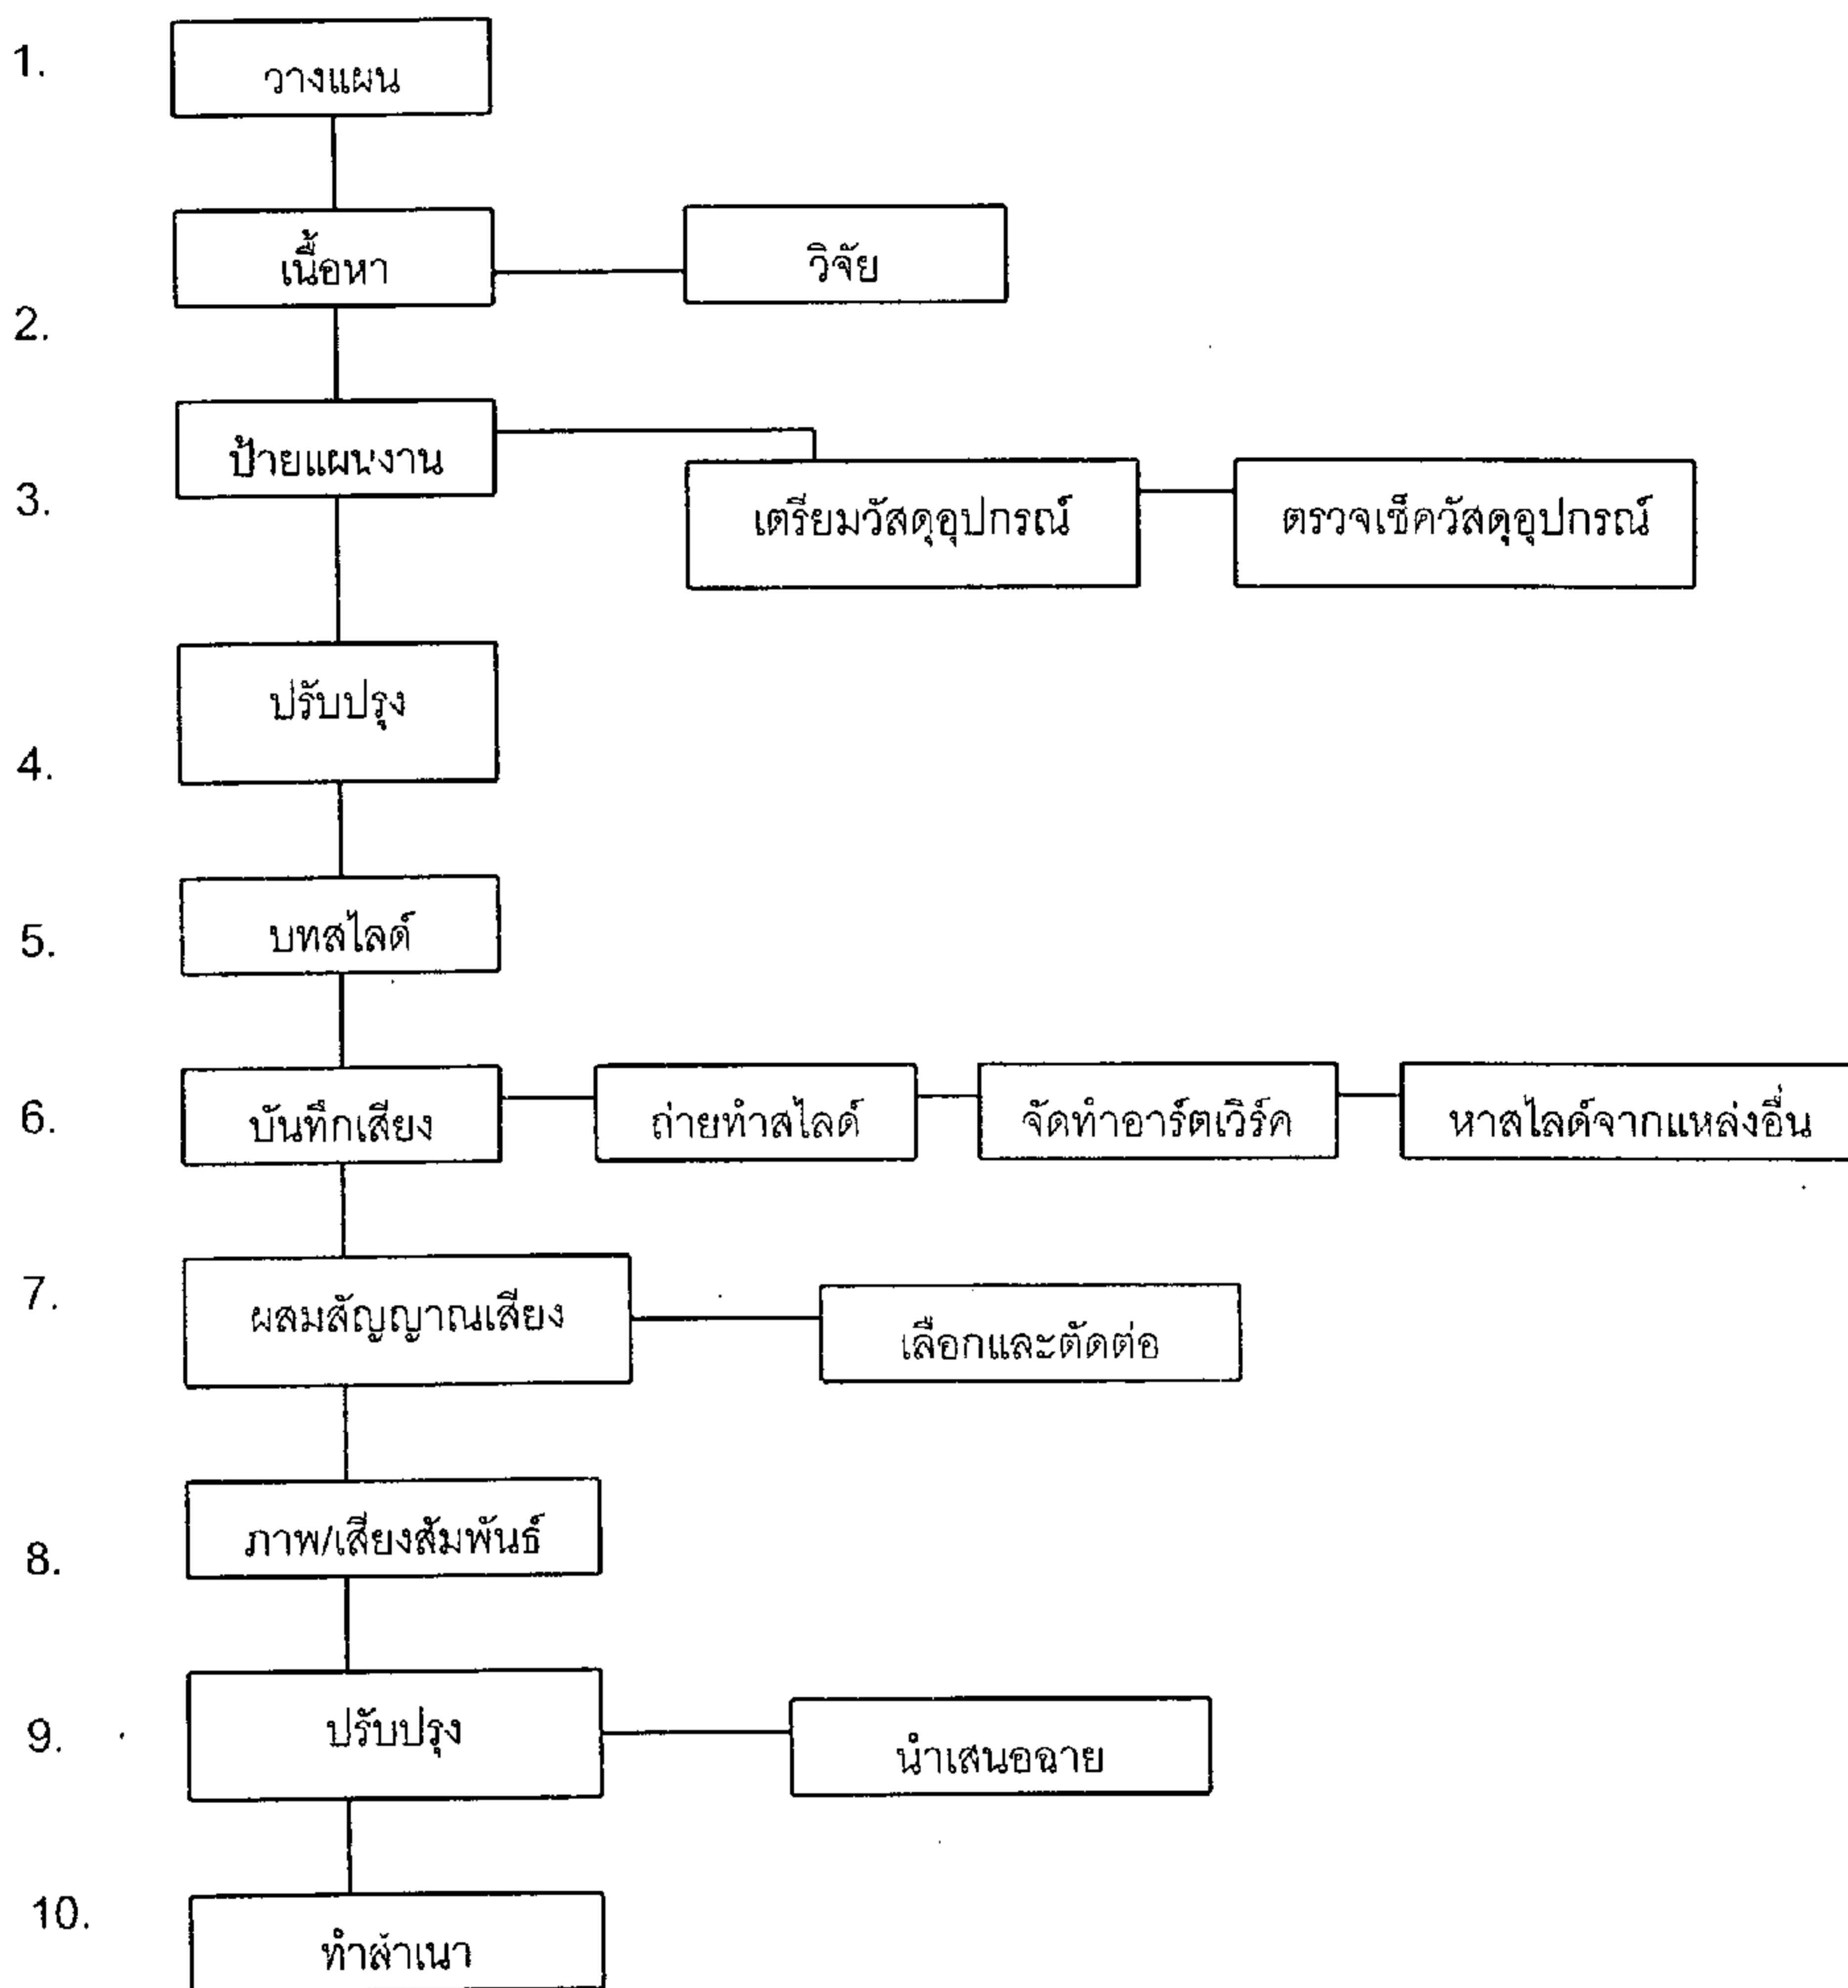 1. วางแผน
เนื้อหา วิจัย
2.
ป้ายแผนงาน
3. เตรียมวัสดุอุปกรณ์ ตรวจเช็ควัสดุอุปกรณ์
ปรับปรุง
4.
5. บทสไลด์
6. บันทึกเสียง ถ่ายทำสไลด์ จัดทำอาร์ตเวิร์ค หาสไลด์จากแหล่งอื่น
7. ผสมสัญญาณเสียง เลือกและตัดต่อ
8. ภาพ/เสียงสัมพันธ์
9. ปรับปรุง นำเสนอฉาย
10. ทำสำเนา